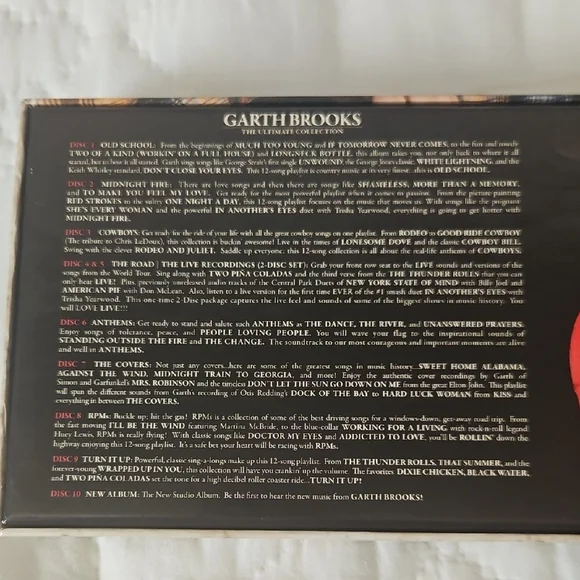 GARTH BROOKS
THE ULTIMATE COLLECTION
DISC 1 OLD SCHOOL: From the beginnings of MUCH TOO YOUNG and IF TOMORROW NEVER COMES, to the fun and rowdy
TWO OF A KIND (WORKIN' ON A FULL HOUSE) and LONGNECK BOTTLE, this album takes you, not only back to where it all
started, but to how it all started. Garth sings songs like George Strait's first single UNWOUND, the George Jones classic, WHITE LIGHTNING, and the
Keith Whitley standard, DON'T CLOSE YOUR EYES. This 12-song playlist is country music at its very finest...this is OLD SCHOOL.
DISC 2 MIDNIGHT FIRE: There are love songs and then there are songs like SHAMELESS, MORE THAN A MEMORY,
and TO MAKE YOU FEEL MY LOVE. Get ready for the most powerful playlist when it comes to passion. From the picture painting
RED STROKES to the sultry ONE NIGHT A DAY, this 12-song playlist focuses on the music that moves us. With songs like the poignant
SHE'S EVERY WOMAN and the powerful IN ANOTHER'S EYES duet with Trisha Yearwood, everything is going to get hotter with
MIDNIGHT FIRE.
DISC 3 COWBOYS: Get ready for the ride of your life with all the great cowboy songs on one playlist. From RODEO to GOOD RIDE COWBOY
(The tribute to Chris LeDoux), this collection is buckin' awesome! Live in the times of LONESOME DOVE and the classic COWBOY BILL.
Swing with the clever RODEO AND JULIET. Saddle up everyone: this 12-song collection is all about the real-life anthems of COWBOYS.
DISC 4 & 5 THE ROAD | THE LIVE RECORDINGS (2-DISC SET): Grab your front row seat to the LIVE sounds and versions of the
songs from the World Tour. Sing along with TWO PIÑA COLADAS and the third verse from the THE THUNDER ROLLS that you can
only hear LIVE! Plus, previously unreleased audio tracks of the Central Park Duets of NEW YORK STATE OF MIND with Billy Joel and
AMERICAN PIE with Don McLean. Also, listen to a live version for the first time EVER of the #1 smash duet IN ANOTHER'S EYES with
Trisha Yearwood. This one-time 2-Disc package captures the live feel and sounds of some of the biggest shows in music history. You
will LOVE LIVE!!!
DISC 6 ANTHEMS: Get ready to stand and salute such ANTHEMS as THE DANCE, THE RIVER, and UNANSWERED PRAYERS.
Enjoy songs of tolerance, peace, and PEOPLE LOVING PEOPLE. You will wave your flag to the inspirational sounds of
STANDING OUTSIDE THE FIRE and THE CHANGE. The soundtrack to our most courageous and important moments are alive
and well in ANTHEMS.
DISC 7 THE COVERS: Not just any covers...here are some of the greatest songs in music history...SWEET HOME ALABAMA,
AGAINST THE WIND, MIDNIGHT TRAIN TO GEORGIA, and more! Enjoy the authentic cover recordings by Garth of
Simon and Garfunkel's MRS. ROBINSON and the timeless DON'T LET THE SUN GO DOWN ON ME from the great Elton John. This playlist
will span the different sounds from Garth's recording of Otis Redding's DOCK OF THE BAY to HARD LUCK WOMAN from KISS and
everything in between THE COVERS.
DISC 8 RPMs: Buckle up; hit the gas! RPMs is a collection of some of the best driving songs for a windows-down, get-away road trip. From
the fast moving I'LL BE THE WIND featuring Martina McBride, to the blue-collar WORKING FOR A LIVING with rock-n-roll legend
Huey Lewis, RPMs is really flying! With classic songs like DOCTOR MY EYES and ADDICTED TO LOVE, you'll be ROLLIN' down the
highway enjoying this 12-song playlist. It's a safe bet your heart will be racing with RPMs.
DISC 9 TURN IT UP: Powerful, classic sing-a-longs make up this 12-song playlist. From THE THUNDER ROLLS, THAT SUMMER, and the
forever-young WRAPPED UP IN YOU, this collection will have you crankin' up the volume. The favorites DIXIE CHICKEN, BLACK WATER,
and TWO PIÑA COLADAS set the tone for a high decibel roller coaster ride...TURN IT UP!
DISC 10 NEW ALBUM: The New Studio Album. Be the first to hear the new music from GARTH BROOKS!